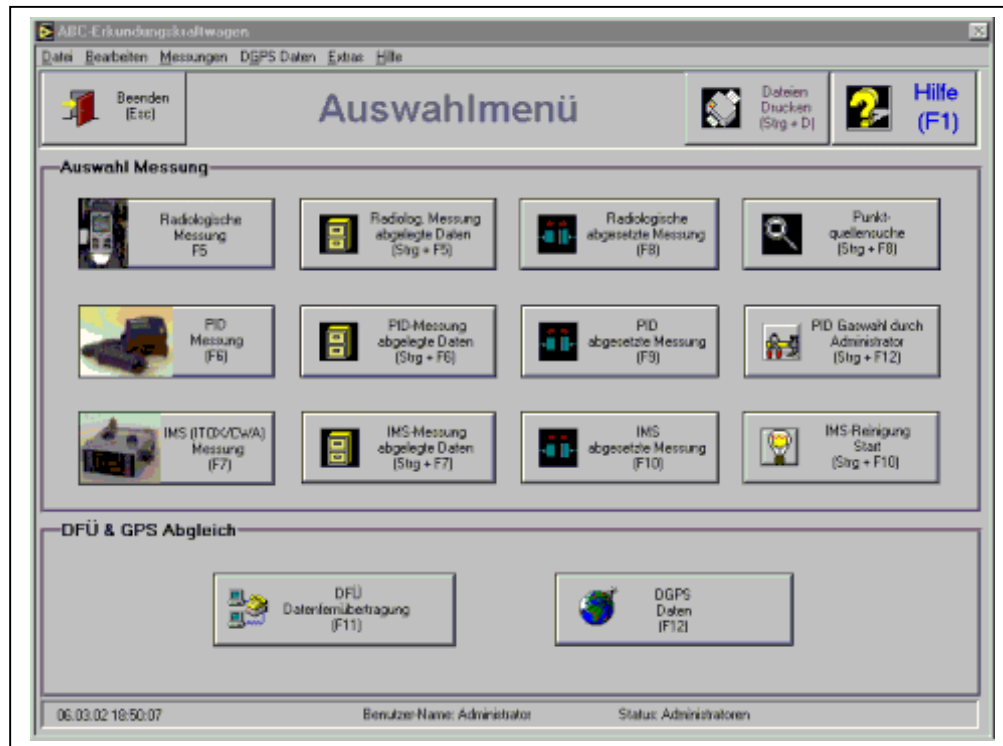 ABC-Erkundungskraftwagen
Datei Bearbeiten Messungen DGPS Daten Extras Hilfe
Beenden
(Esc)
Auswahlmenü
Dateien
Drucken
(Strg + D)
Hilfe
(F1)
Auswahl Messung
Radiologische
Messung
F5
Radiolog. Messung
abgelegte Daten
(Strg + F5)
Radiologische
abgesetzte Messung
(F8)
Punkt-
quellensuche
(Strg + F8)
PID
Messung
(F6)
PID-Messung
abgelegte Daten
(Strg + F6)
PID
abgesetzte Messung
(F9)
PID Gaswahl durch
Administrator
(Strg + F12)
IMS (ITOX/CWA)
Messung
(F7)
IMS-Messung
abgelegte Daten
(Strg + F7)
IMS
abgesetzte Messung
(F10)
IMS-Reinigung
Start
(Strg + F10)
DFÜ & GPS Abgleich
DFÜ
Datenfernübertragung
(F11)
DGPS
Daten
(F12)
06.03.02 18:50:07 Benutzer-Name: Administrator Status: Administratoren